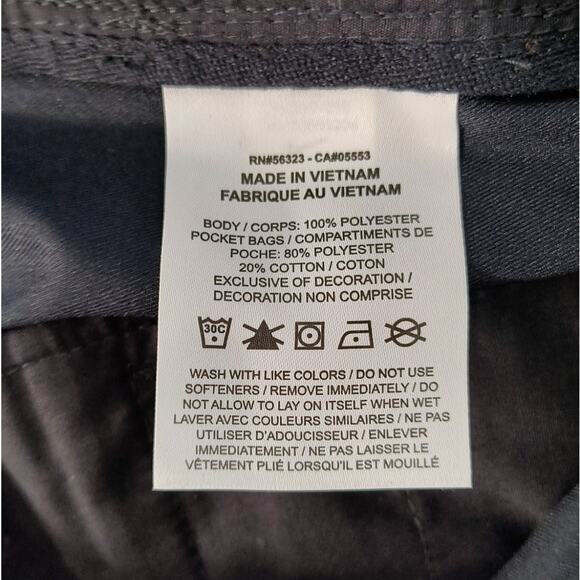 RN#56323 - CA#05553
MADE IN VIETNAM
FABRIQUE AU VIETNAM
BODY / CORPS: 100% POLYESTER
POCKET BAGS / COMPARTIMENTS DE
POCHE: 80% POLYESTER
20% COTTON / COTON
EXCLUSIVE OF DECORATION /
DECORATION NON COMPRISE
30C
WASH WITH LIKE COLORS / DO NOT USE
SOFTENERS / REMOVE IMMEDIATELY / DO
NOT ALLOW TO LAY ON ITSELF WHEN WET
LAVER AVEC COULEURS SIMILAIRES / NE PAS
UTILISER D'ADOUCISSEUR / ENLEVER
IMMEDIATEMENT / NE PAS LAISSER LE
VÊTEMENT PLIÉ LORSQU'IL EST MOUILLÉ